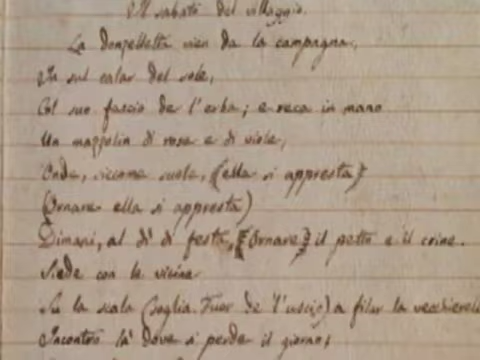 Il sabato del villaggio.
La donzelletta vien da la campagna,
In sul calar del sole,
Col suo fascio de l'erba; e reca in mano
Un mazzolin di rose e di viole,
Onde, siccome suole, (ella si appresta)
(Ornare ella si appresta)
Dimani, al dì di festa, (Ornare) il petto e il crine.
Siede con le vicine
Su la scala (soglia. Fuor de l'uscio) a filar la vecchierell
Incontro là dove si perde il giorno;